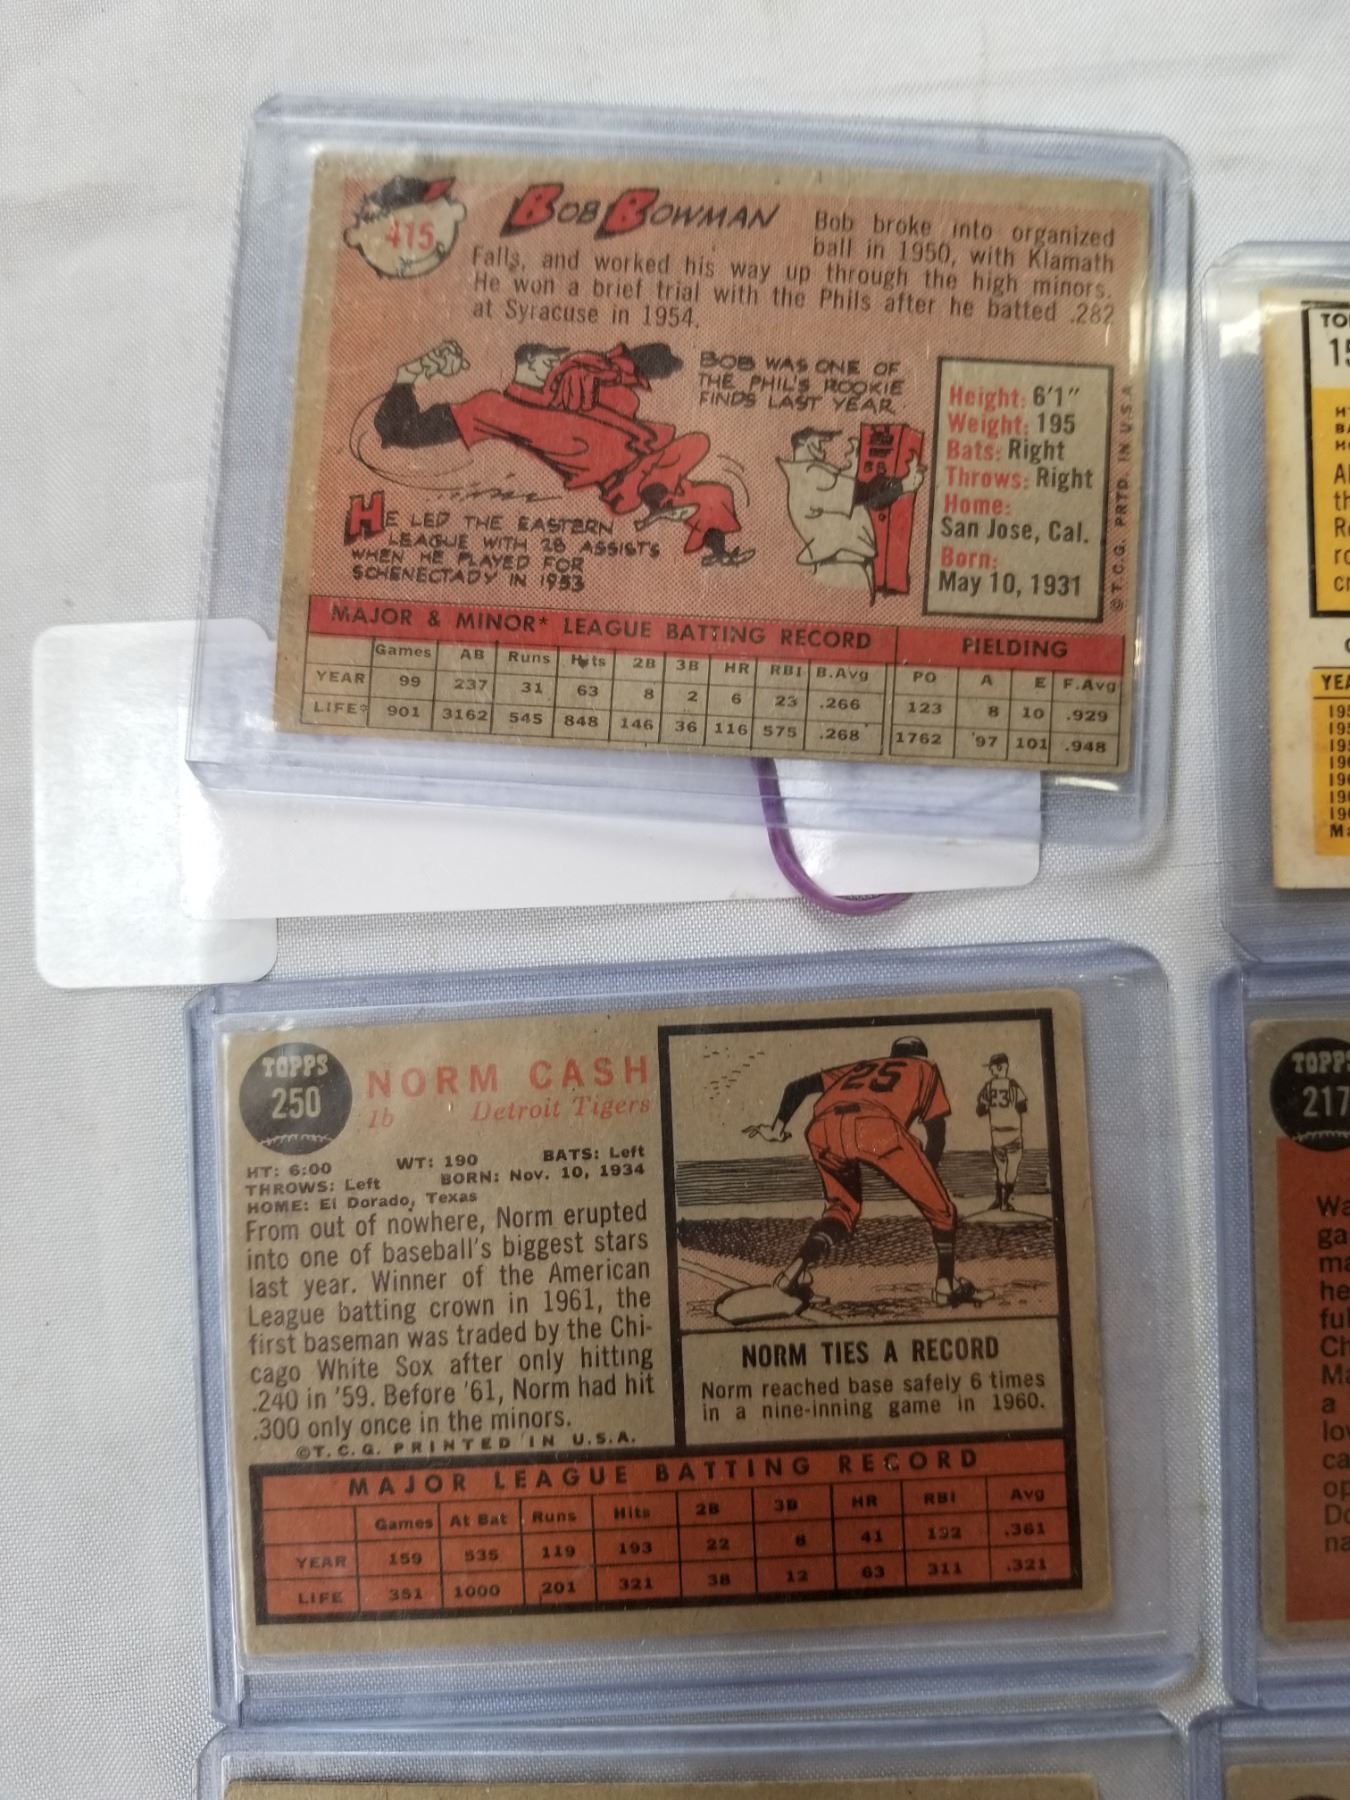 415
BOB BOWMAN
Bob broke into organized
ball in 1950, with Klamath
Falls, and worked his way up through the high minors.
He won a brief trial with the Phils after he batted .282
at Syracuse in 1954.
BOB WAS ONE OF
THE PHIL'S ROOKIE
FINDS LAST YEAR.
HE LED THE EASTERN
LEAGUE WITH 28 ASSISTS
WHEN HE PLAYED FOR
SCHENECTADY IN 1953
Height: 6'1"
Weight: 195
Bats: Right
Throws: Right
Home:
San Jose, Cal.
Born:
May 10, 1931
©T.C.G. PRTD. IN U.S.A
MAJOR & MINOR* LEAGUE BATTING RECORD FIELDING
Games AB Runs Hits 2B 3B HR RBI B.Avg PO A E F.Avg
YEAR 99 237 31 63 8 2 6 23 .266 123 8 10 .929
LIFE* 901 3162 545 848 146 36 116 575 .268 1762 '97 101 .948
TOPPS
250
NORM CASH
1b Detroit Tigers
HT: 6:00 WT: 190 BATS: Left
THROWS: Left BORN: Nov. 10, 1934
HOME: El Dorado, Texas
From out of nowhere, Norm erupted
into one of baseball's biggest stars
last year. Winner of the American
League batting crown in 1961, the
first baseman was traded by the Chi-
cago White Sox after only hitting
.240 in '59. Before '61, Norm had hit
.300 only once in the minors.
©T.C.G. PRINTED IN U.S.A.
25
23
NORM TIES A RECORD
Norm reached base safely 6 times
in a nine-inning game in 1960.
MAJOR LEAGUE BATTING RECORD
Games At Bat Runs Hits 2B 3B HR RBI Avg
YEAR 159 535 119 193 22 8 41 132 .361
LIFE 351 1000 201 321 38 12 63 311 .321
TOPPS
217